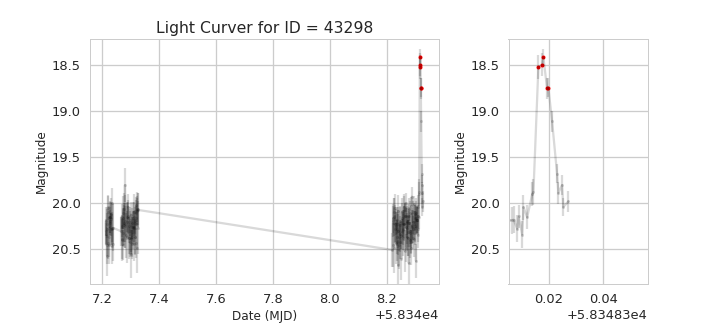 Light Curver for ID = 43298
Magnitude
18.5
19.0
19.5
20.0
20.5
7.2 7.4 7.6 7.8 8.0 8.2
Date (MJD)
+5.834e4
Magnitude
18.5
19.0
19.5
20.0
20.5
0.02 0.04
+5.83483e4